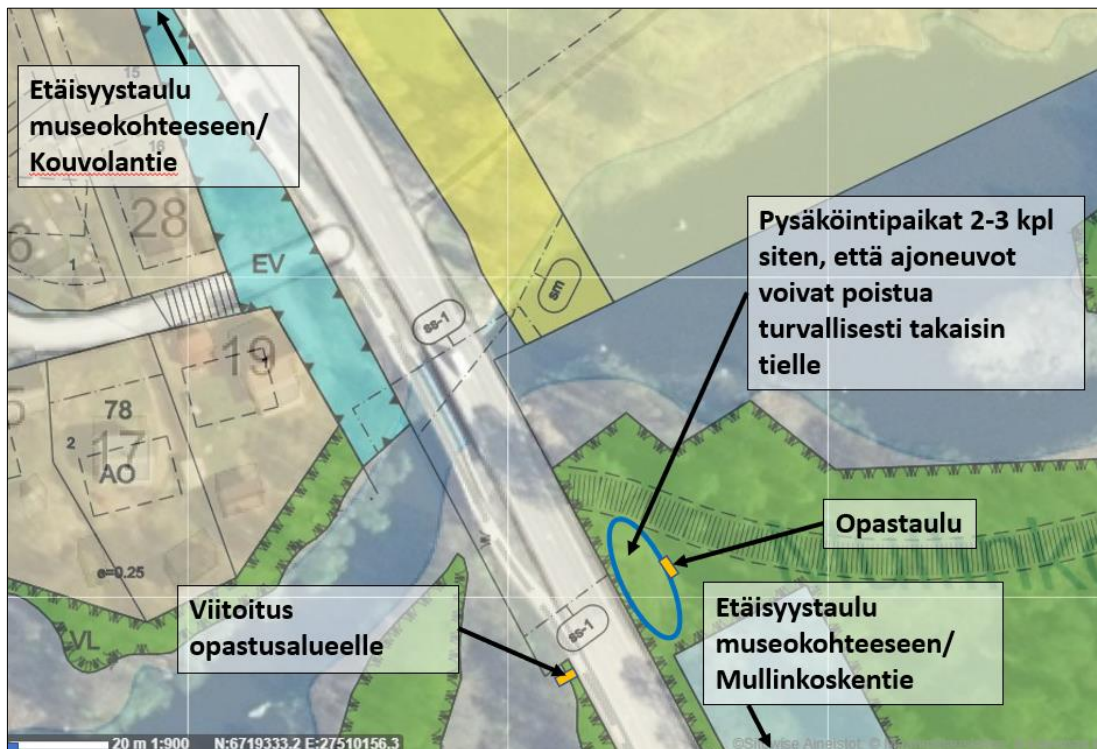 Etäisyystaulu
museokohteeseen/
Kouvolantie
15
16
28
6
1
EV
sm
ss-1
Pysäköintipaikat 2-3 kpl
siten, että ajoneuvot
voivat poistua
turvallisesti takaisin
tielle
19
5
78
2
17
AO
e=0.25
Opastaulu
Viitoitus
opastusalueelle
VL
ss-1
Etäisyystaulu
museokohteeseen/
Mullinkoskentie
20 m 1:900 N:6719333.2 E:27510156.3